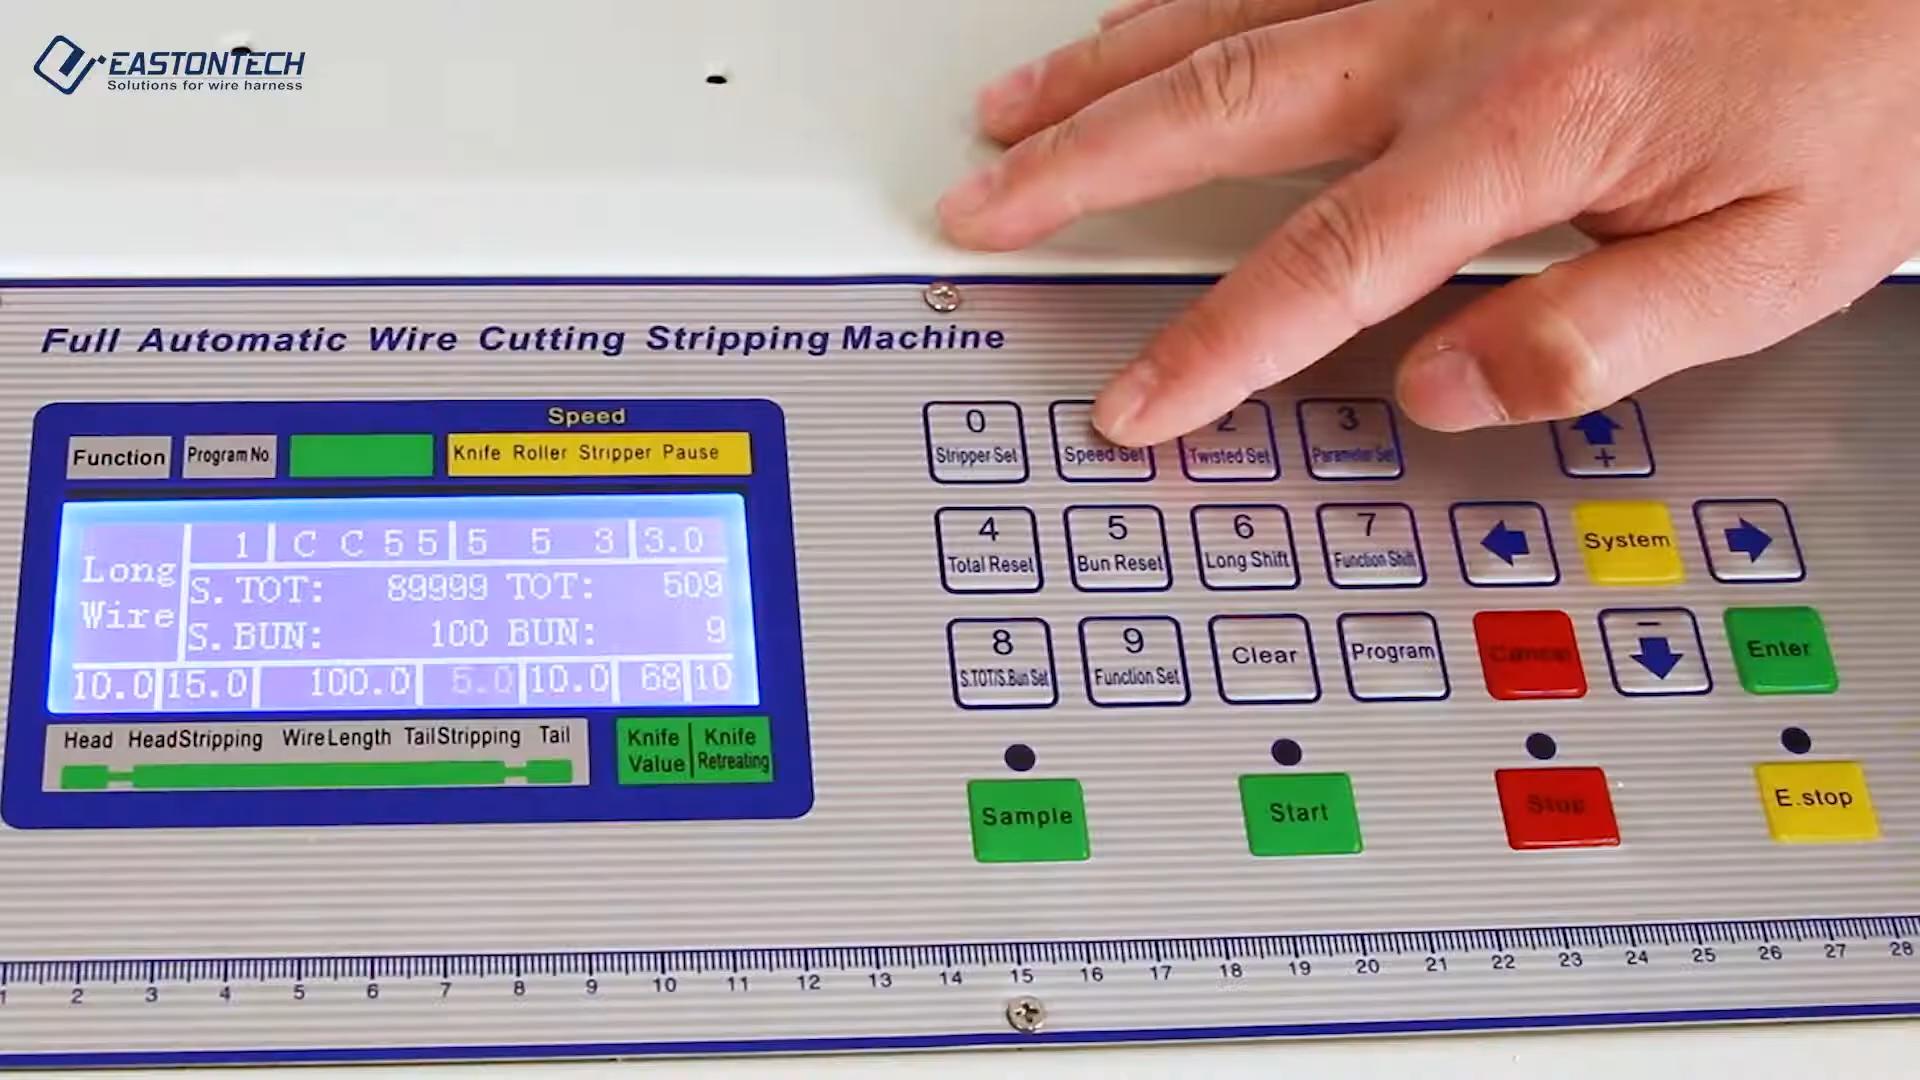 EASTONTECH
Solutions for wire harness
Full Automatic Wire Cutting Stripping Machine
Speed
Function Program No Knife Roller Stripper Pause
Long Wire
1 C C 5 5 5 5 3 3.0
S.TOT: 89999 TOT: 509
S.BUN: 100 BUN: 9
10.0 15.0 100.0 5.0 10.0 68 10
Head HeadStripping WireLength TailStripping Tail
Knife Value Knife Retreating
0 2 3
Stripper Set Speed Set Twisted Set Parameter Set +
4 5 6 7
Total Reset Bun Reset Long Shift Function Shift System
8 9 Clear Program Cancel - Enter
S.TOT/S.Bun Set Function Set
Sample Start Stop E.stop
1 2 3 4 5 6 7 8 9 10 11 12 13 14 15 16 17 18 19 20 21 22 23 24 25 26 27 28